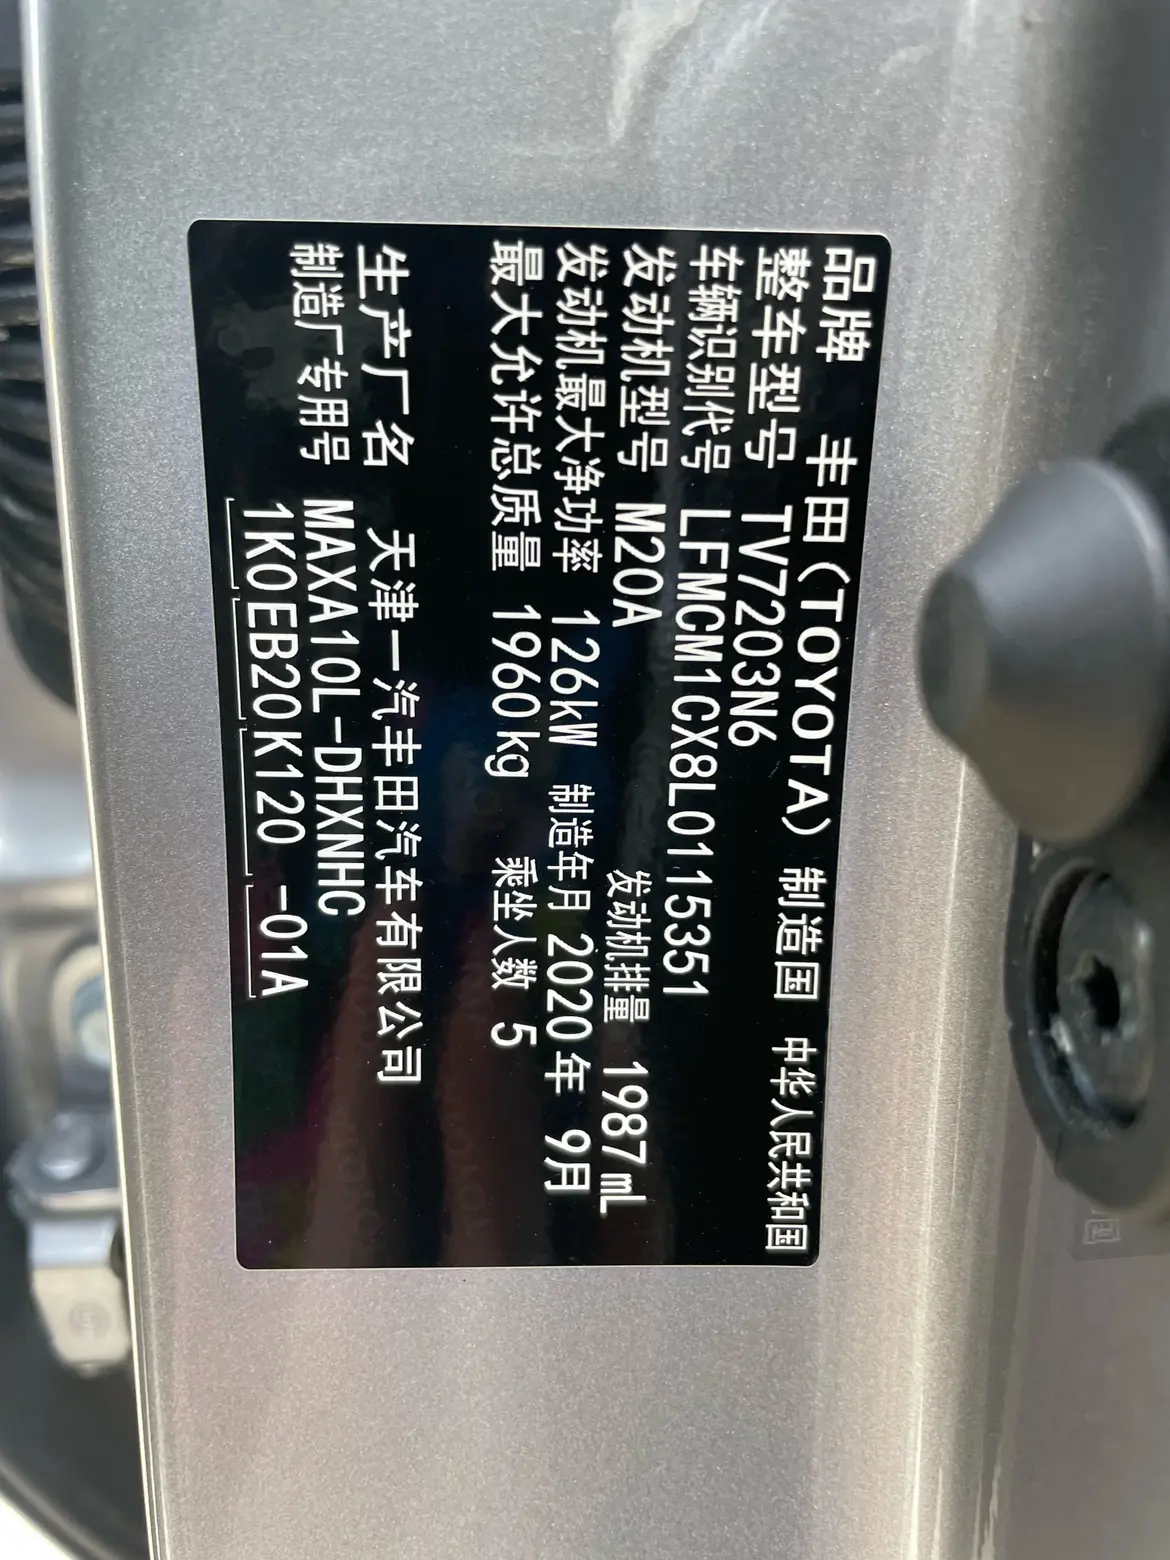 品牌 丰田(TOYOTA) 制造国 中华人民共和国
整车型号 TV7203N6
车辆识别代号 LFMCM1CX8L0115351
发动机型号 M20A 发动机排量 1987mL
发动机最大净功率 126kW 制造年月 2020年 9月
最大允许总质量 1960kg 乘坐人数 5
生产厂名 天津一汽丰田汽车有限公司
制造厂专用号 MAXA10L-DHXNHC
1K0EB20K120 -01A